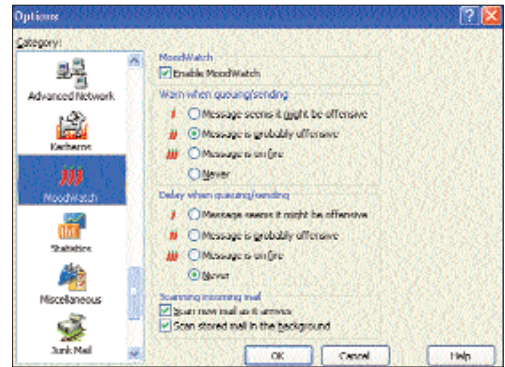 Options
Category:
Advanced Network
Kerberos
MoodWatch
Statistics
Miscellaneous
Junk Mail
MoodWatch
Enable MoodWatch
Warn when queuing/sending
Message seems it might be offensive
Message is probably offensive
Message is on fire
Never
Delay when queuing/sending
Message seems it might be offensive
Message is probably offensive
Message is on fire
Never
Scanning incoming mail
Scan new mail as it arrives
Scan stored mail in the background
OK
Cancel
Help